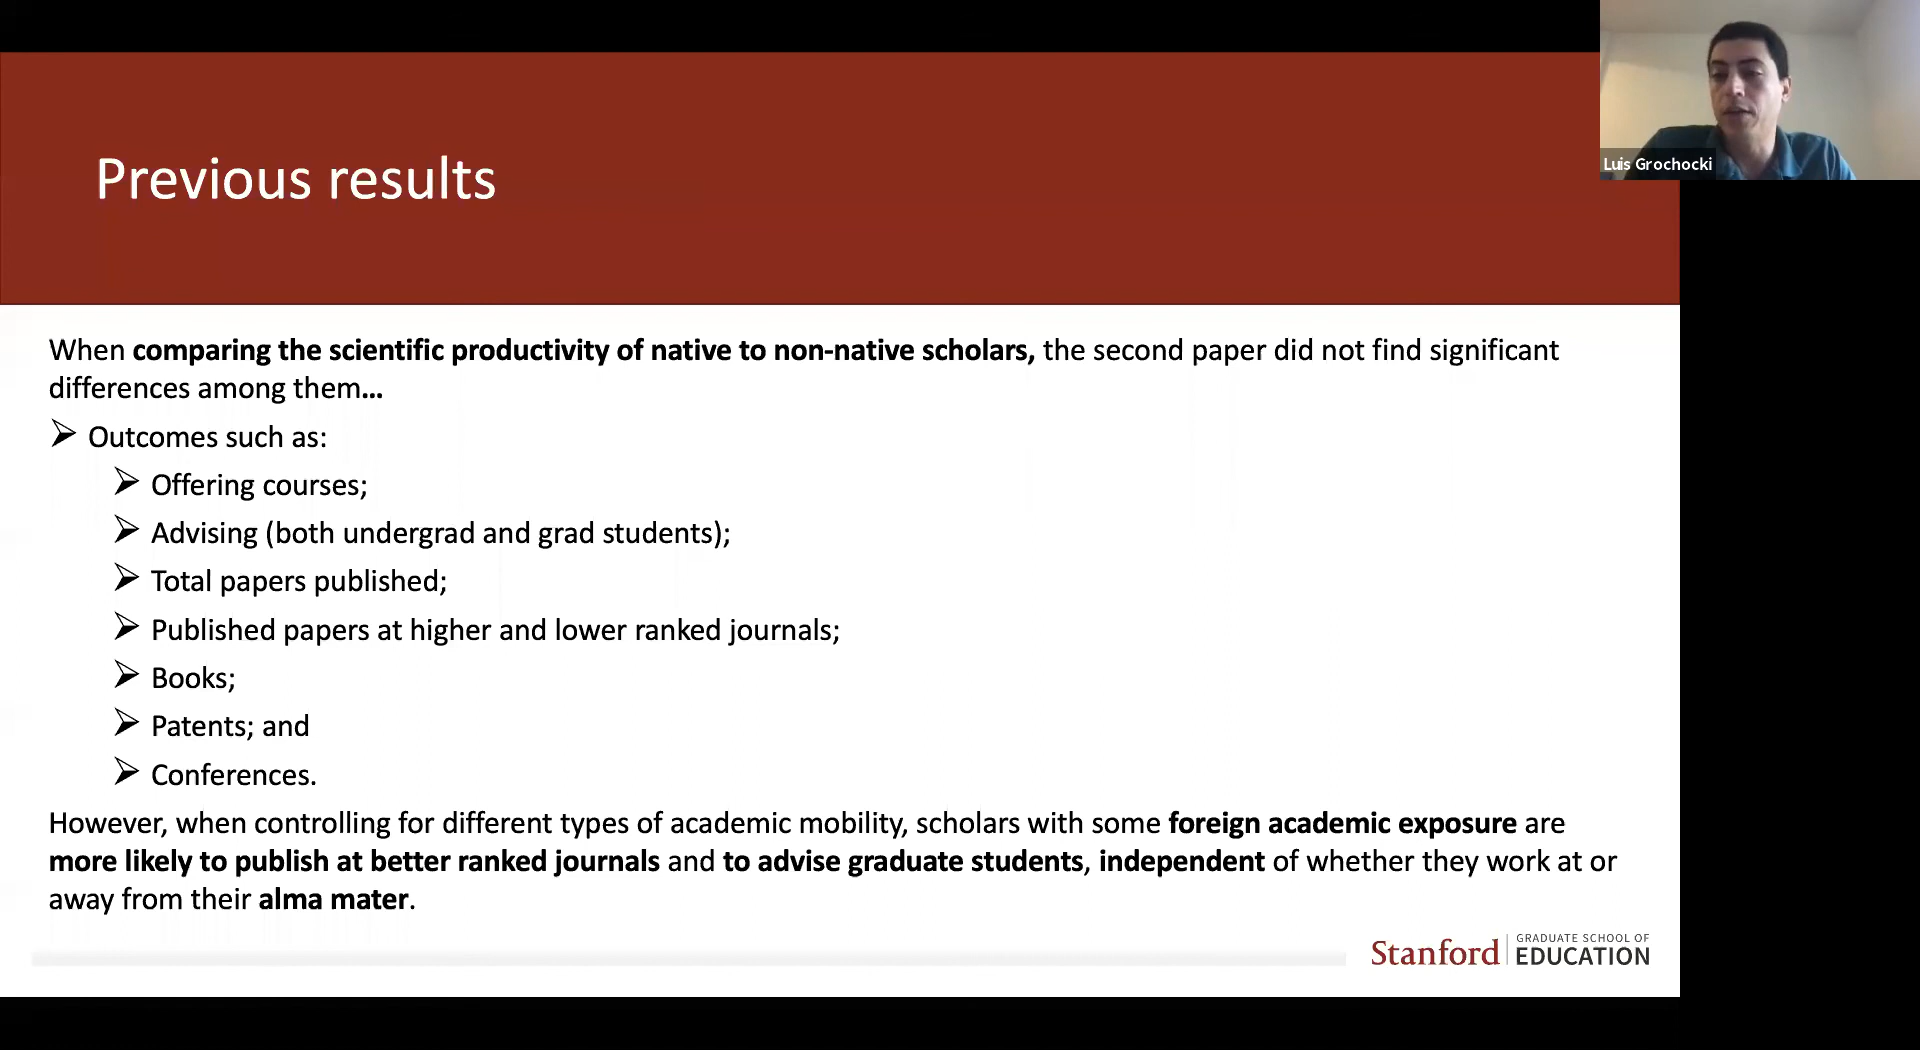 Luis Grochocki
Previous results
When comparing the scientific productivity of native to non-native scholars, the second paper did not find significant
differences among them...
Outcomes such as:
Offering courses;
Advising (both undergrad and grad students);
Total papers published;
Published papers at higher and lower ranked journals;
Books;
Patents; and
Conferences.
However, when controlling for different types of academic mobility, scholars with some foreign academic exposure are
more likely to publish at better ranked journals and to advise graduate students, independent of whether they work at or
away from their alma mater.
Stanford
GRADUATE SCHOOL OF
EDUCATION